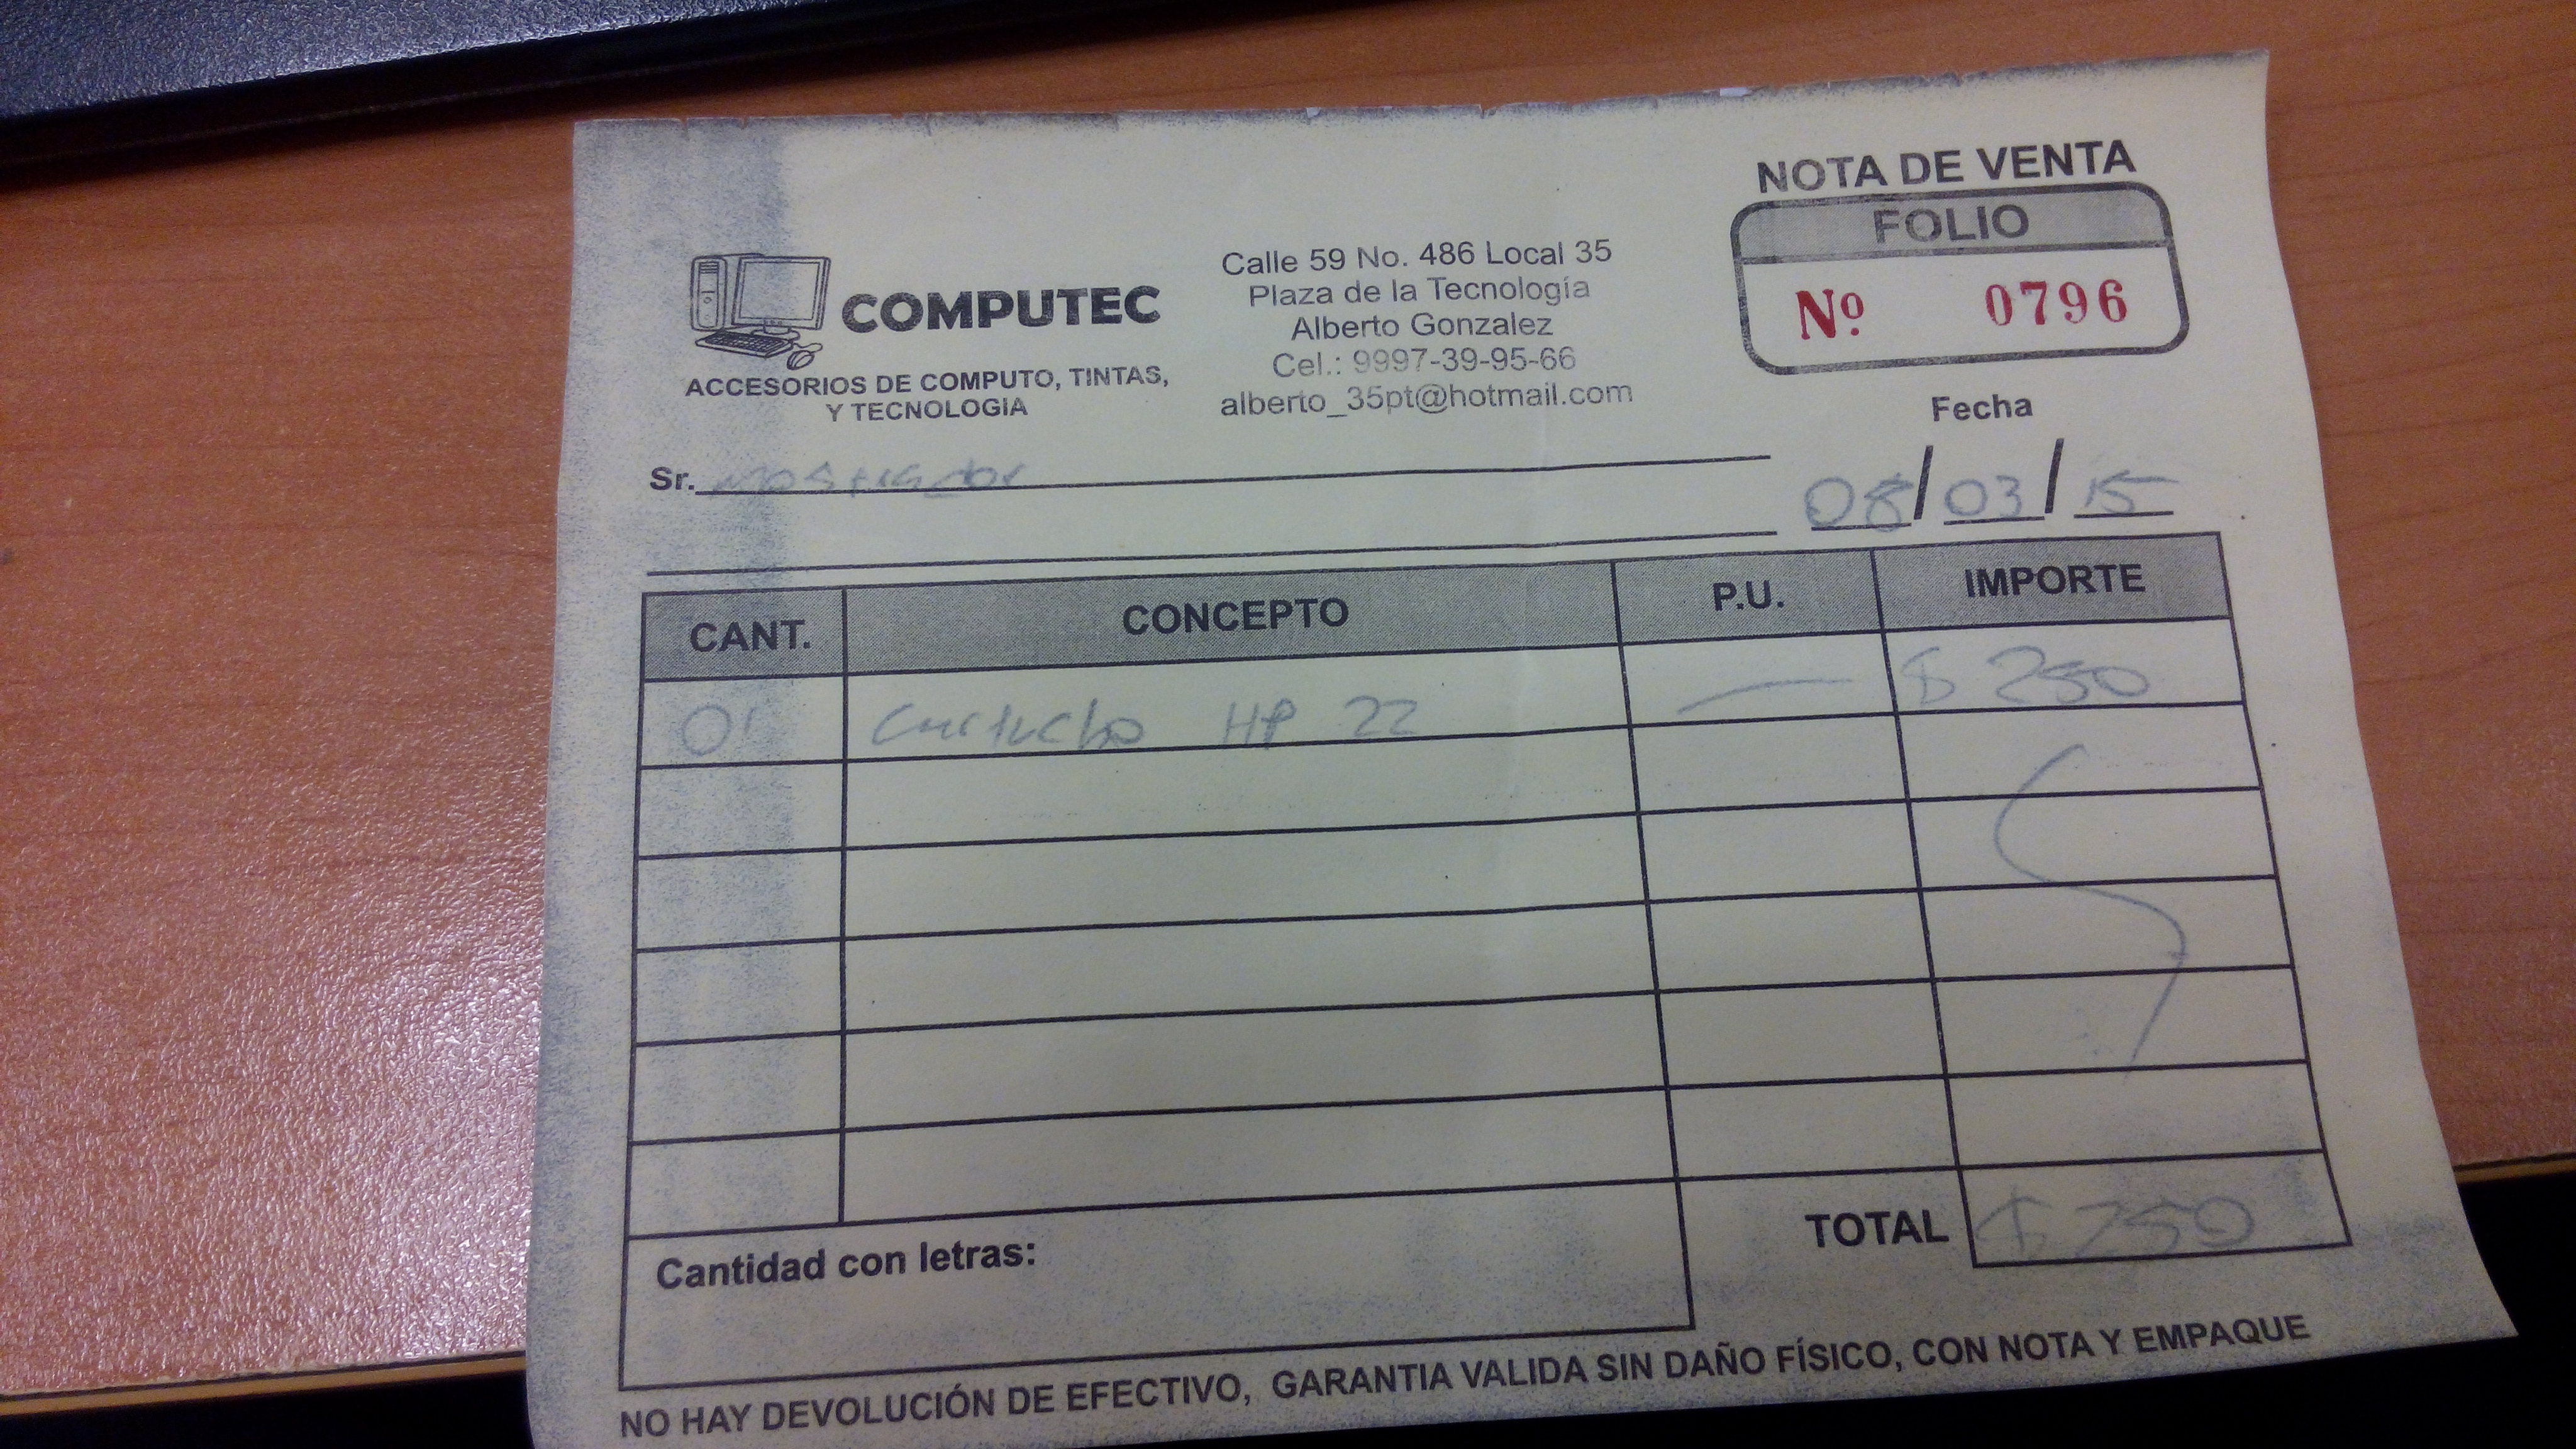 NOTA DE VENTA
FOLIO
Nº 0796
COMPUTEC
ACCESORIOS DE COMPUTO, TINTAS,
Y TECNOLOGIA
Calle 59 No. 486 Local 35
Plaza de la Tecnología
Alberto Gonzalez
Cel.: 9997-39-95-66
alberto_35pt@hotmail.com
Fecha
08/03/15
Sr. mostrador
CANT. CONCEPTO P.U. IMPORTE
01 Cartucho HP 22 — $ 250
TOTAL $ 250
Cantidad con letras:
NO HAY DEVOLUCIÓN DE EFECTIVO, GARANTIA VALIDA SIN DAÑO FÍSICO, CON NOTA Y EMPAQUE